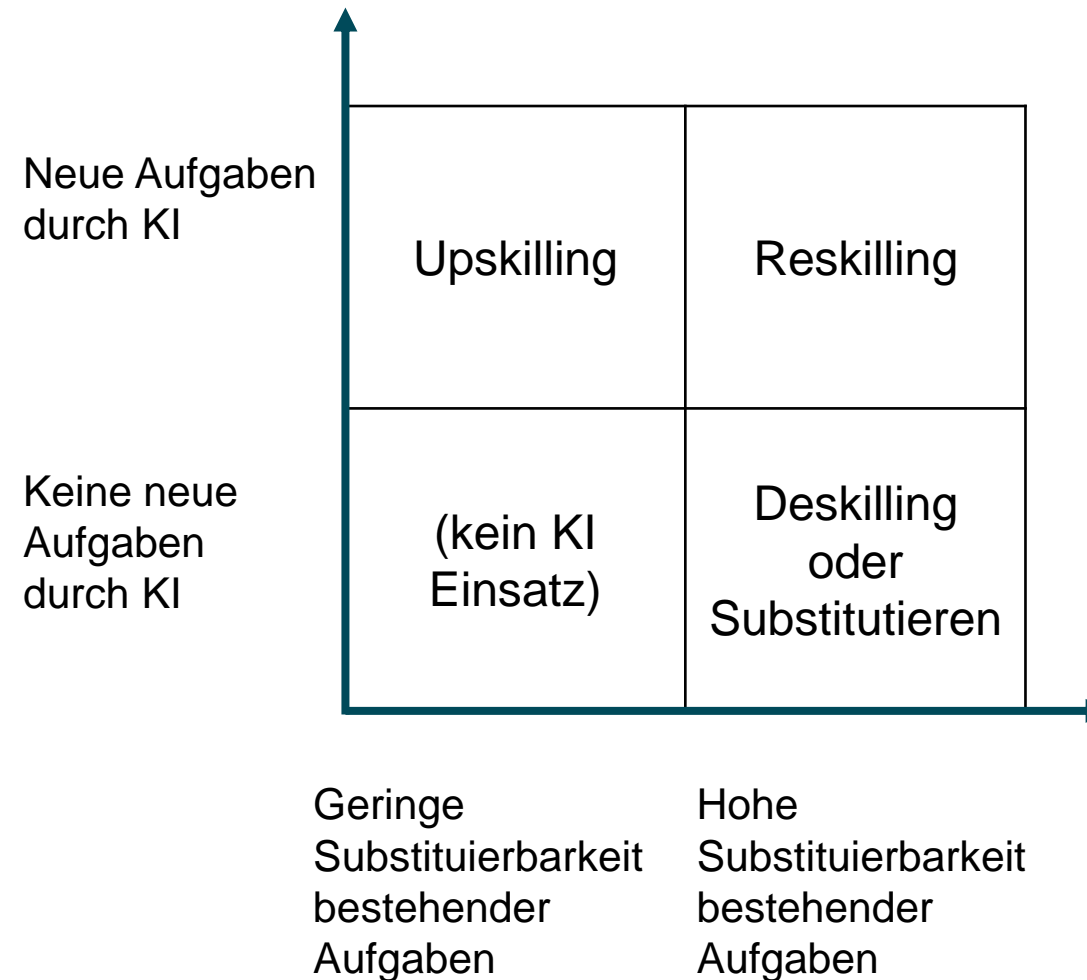 Neue Aufgaben
durch KI
Upskilling
Reskilling
Keine neue
Aufgaben
durch KI
(kein KI
Einsatz)
Deskilling
oder
Substitutieren
Geringe
Substituierbarkeit
bestehender
Aufgaben
Hohe
Substituierbarkeit
bestehender
Aufgaben